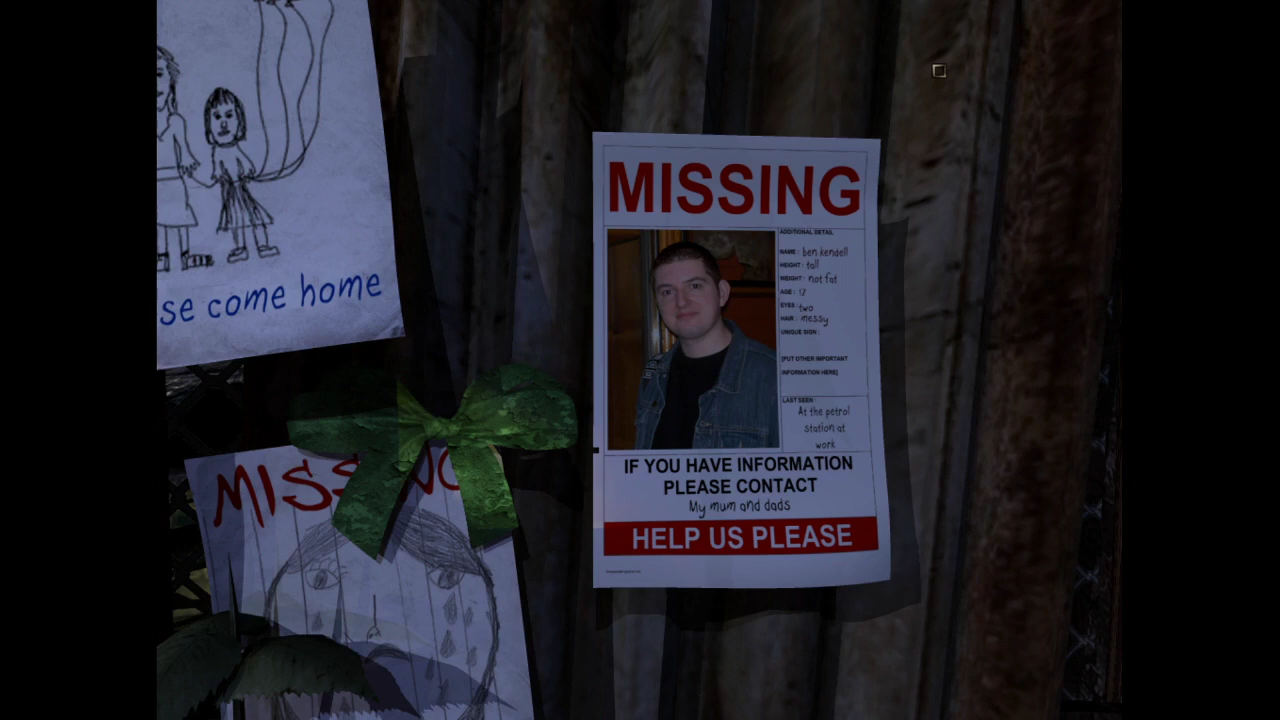 se come home
MISSING
MISSING
ADDITIONAL DETAIL
NAME : ben kendell
HEIGHT : tall
WEIGHT : not fat
AGE : 17
EYES : two
HAIR : messy
UNIQUE SIGN :
[PUT OTHER IMPORTANT
INFORMATION HERE]
LAST SEEN :
At the petrol
station at
work
IF YOU HAVE INFORMATION
PLEASE CONTACT
My mum and dads
HELP US PLEASE